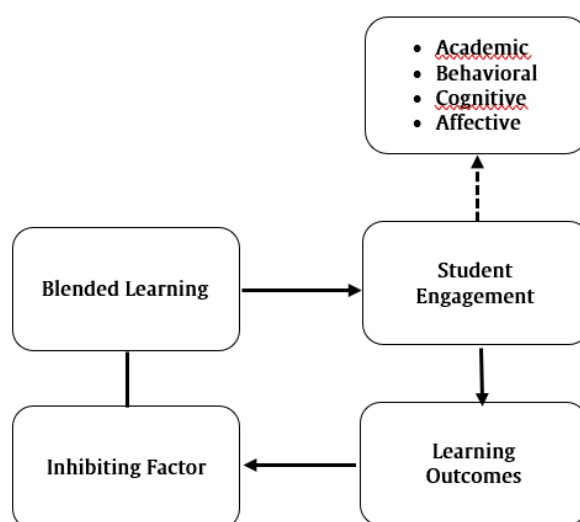 • Academic
• Behavioral
• Cognitive
• Affective
Blended Learning
Student
Engagement
Inhibiting Factor
Learning
Outcomes